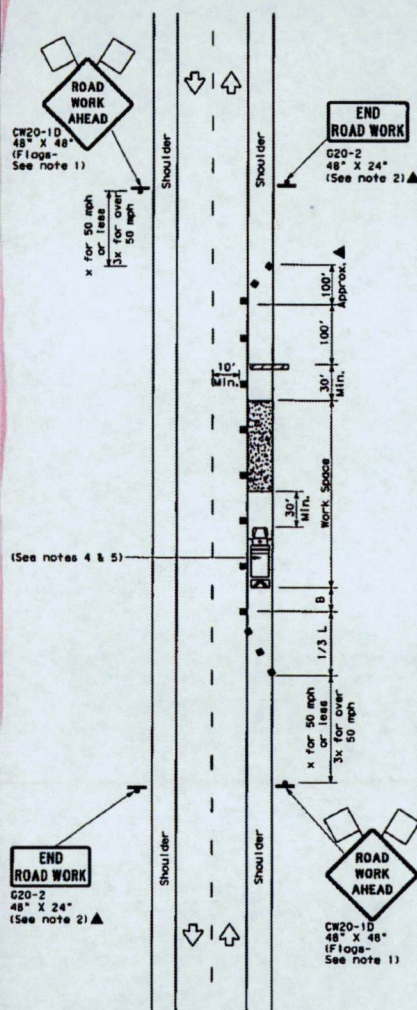 ROAD
WORK
AHEAD
CW20-1D
48" X 48"
(Flags-
See note 1)
Shoulder
Shoulder
END
ROAD WORK
G20-2
48" X 24"
(See note 2)▲
x for 50 mph
or less
3x for over
50 mph
100'
Approx. ▲
100'
30'
Min.
10'
Min.
Work Space
30'
Min.
(See notes 4 & 5)
B
1/3 L
x for 50 mph
or less
3x for over
50 mph
END
ROAD WORK
G20-2
48" X 24"
(See note 2)▲
Shoulder
Shoulder
ROAD
WORK
AHEAD
CW20-1D
48" X 48"
(Flags-
See note 1)